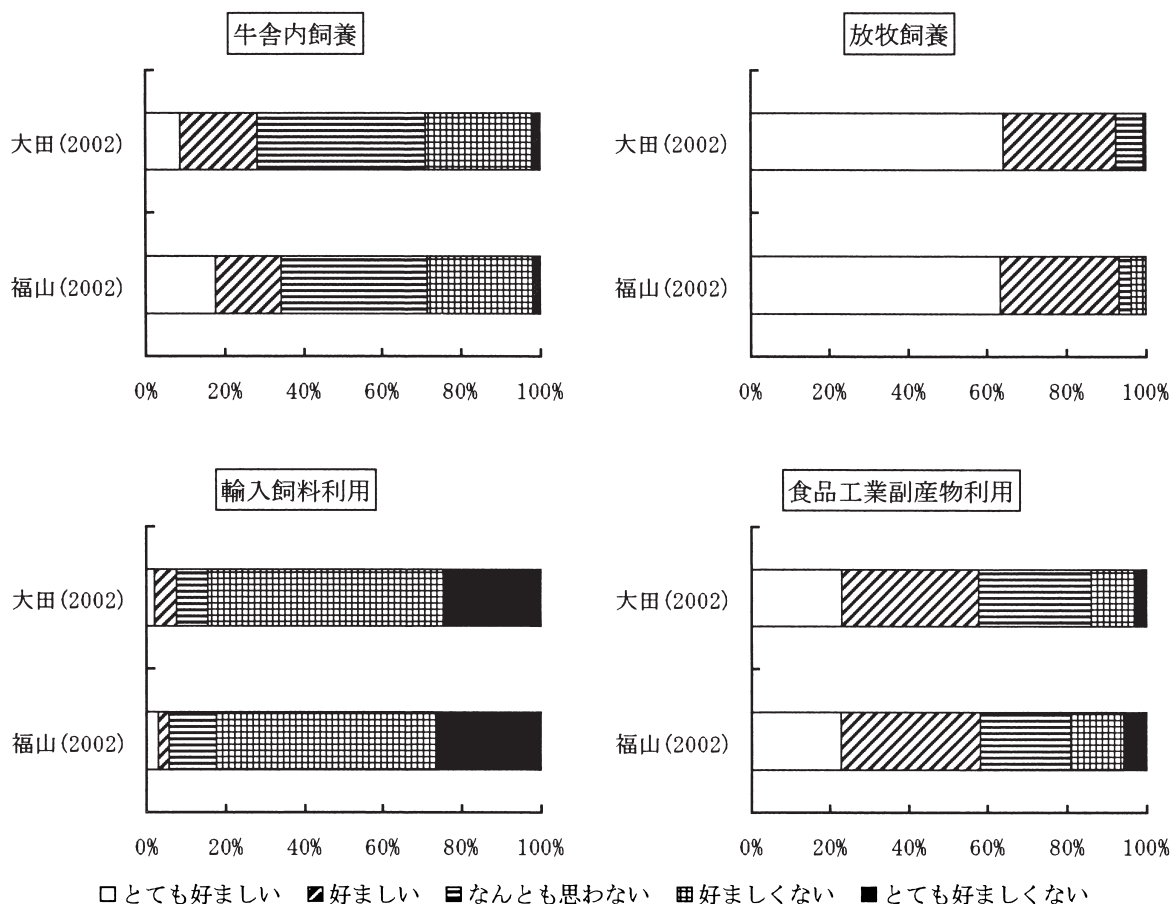 牛舎内飼養
放牧飼養
大田(2002)
福山(2002)
0% 20% 40% 60% 80% 100%
大田(2002)
福山(2002)
0% 20% 40% 60% 80% 100%
輸入飼料利用
食品工業副産物利用
大田(2002)
福山(2002)
0% 20% 40% 60% 80% 100%
大田(2002)
福山(2002)
0% 20% 40% 60% 80% 100%
とても好ましい 好ましい なんとも思わない 好ましくない とても好ましくない